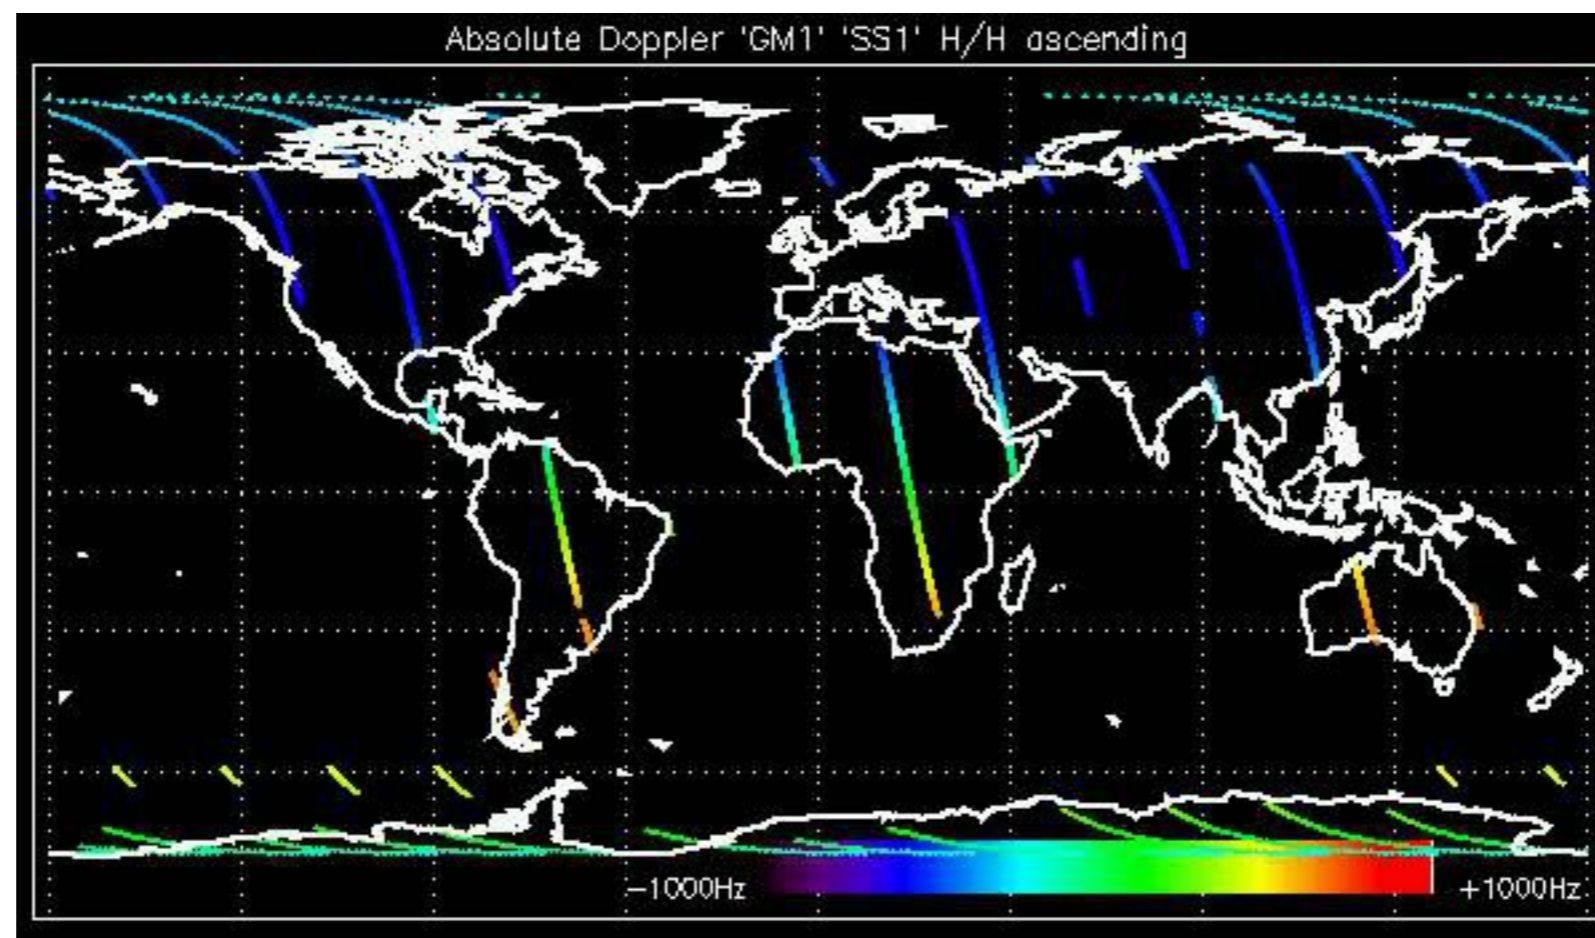 Absolute Doppler 'GM1' 'SS1' H/H ascending
−1000Hz
+1000Hz